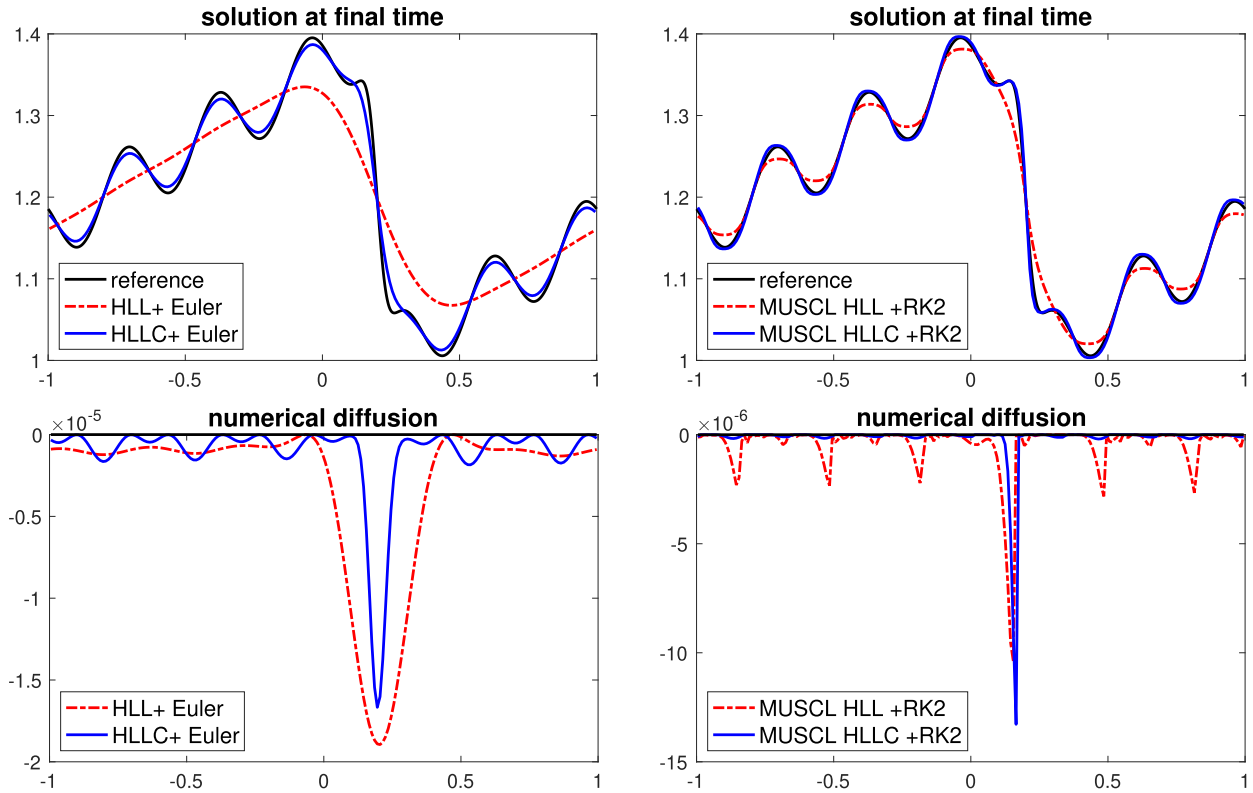 solution at final time
1.4
1.3
1.2
1.1
1
reference
HLL+ Euler
HLLC+ Euler
-1
-0.5
0
0.5
1
solution at final time
1.4
1.3
1.2
1.1
1
reference
MUSCL HLL +RK2
MUSCL HLLC +RK2
-1
-0.5
0
0.5
1
numerical diffusion
×10^-5
0
-0.5
-1
-1.5
-2
HLL+ Euler
HLLC+ Euler
-1
-0.5
0
0.5
1
numerical diffusion
×10^-6
0
-5
-10
-15
MUSCL HLL +RK2
MUSCL HLLC +RK2
-1
-0.5
0
0.5
1